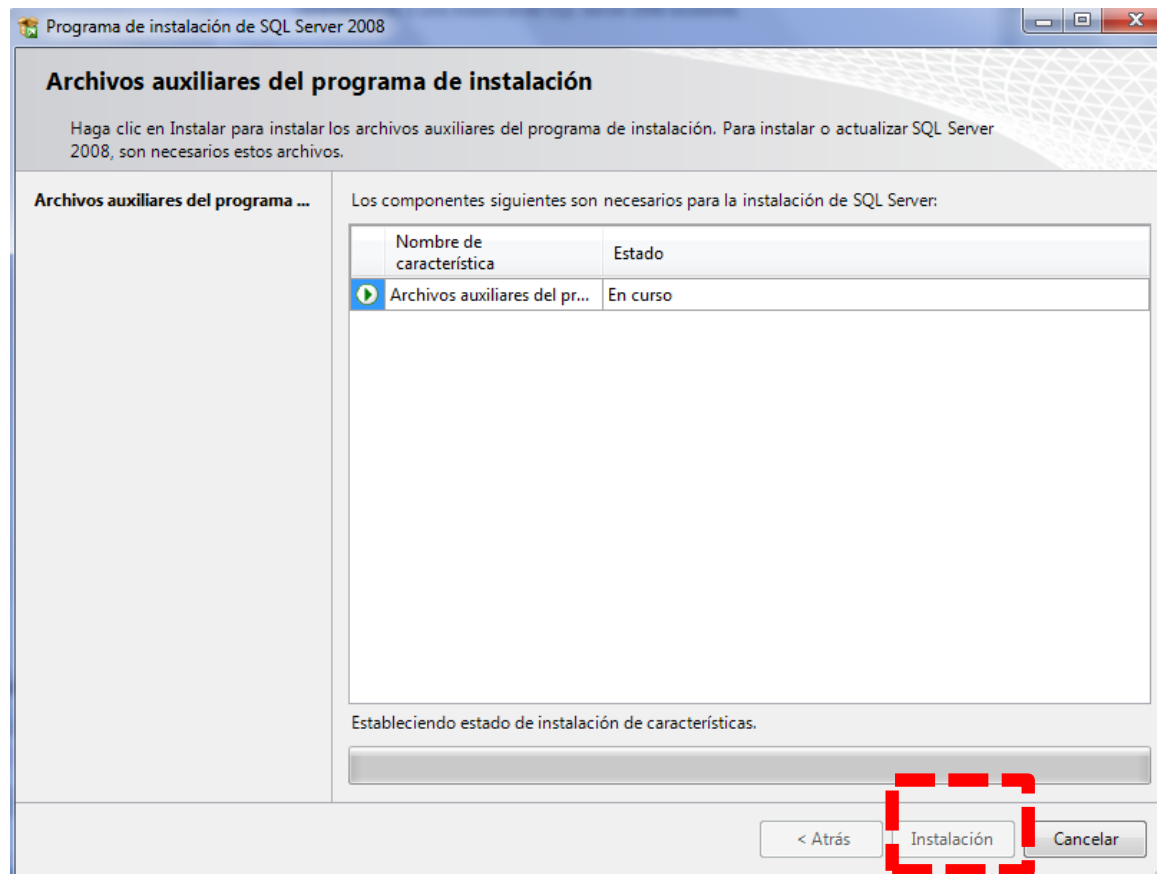 Programa de instalación de SQL Server 2008
Archivos auxiliares del programa de instalación
Haga clic en Instalar para instalar los archivos auxiliares del programa de instalación. Para instalar o actualizar SQL Server
2008, son necesarios estos archivos.
Archivos auxiliares del programa ...
Los componentes siguientes son necesarios para la instalación de SQL Server:
Nombre de
característica
Estado
Archivos auxiliares del pr...
En curso
Estableciendo estado de instalación de características.
< Atrás
Instalación
Cancelar